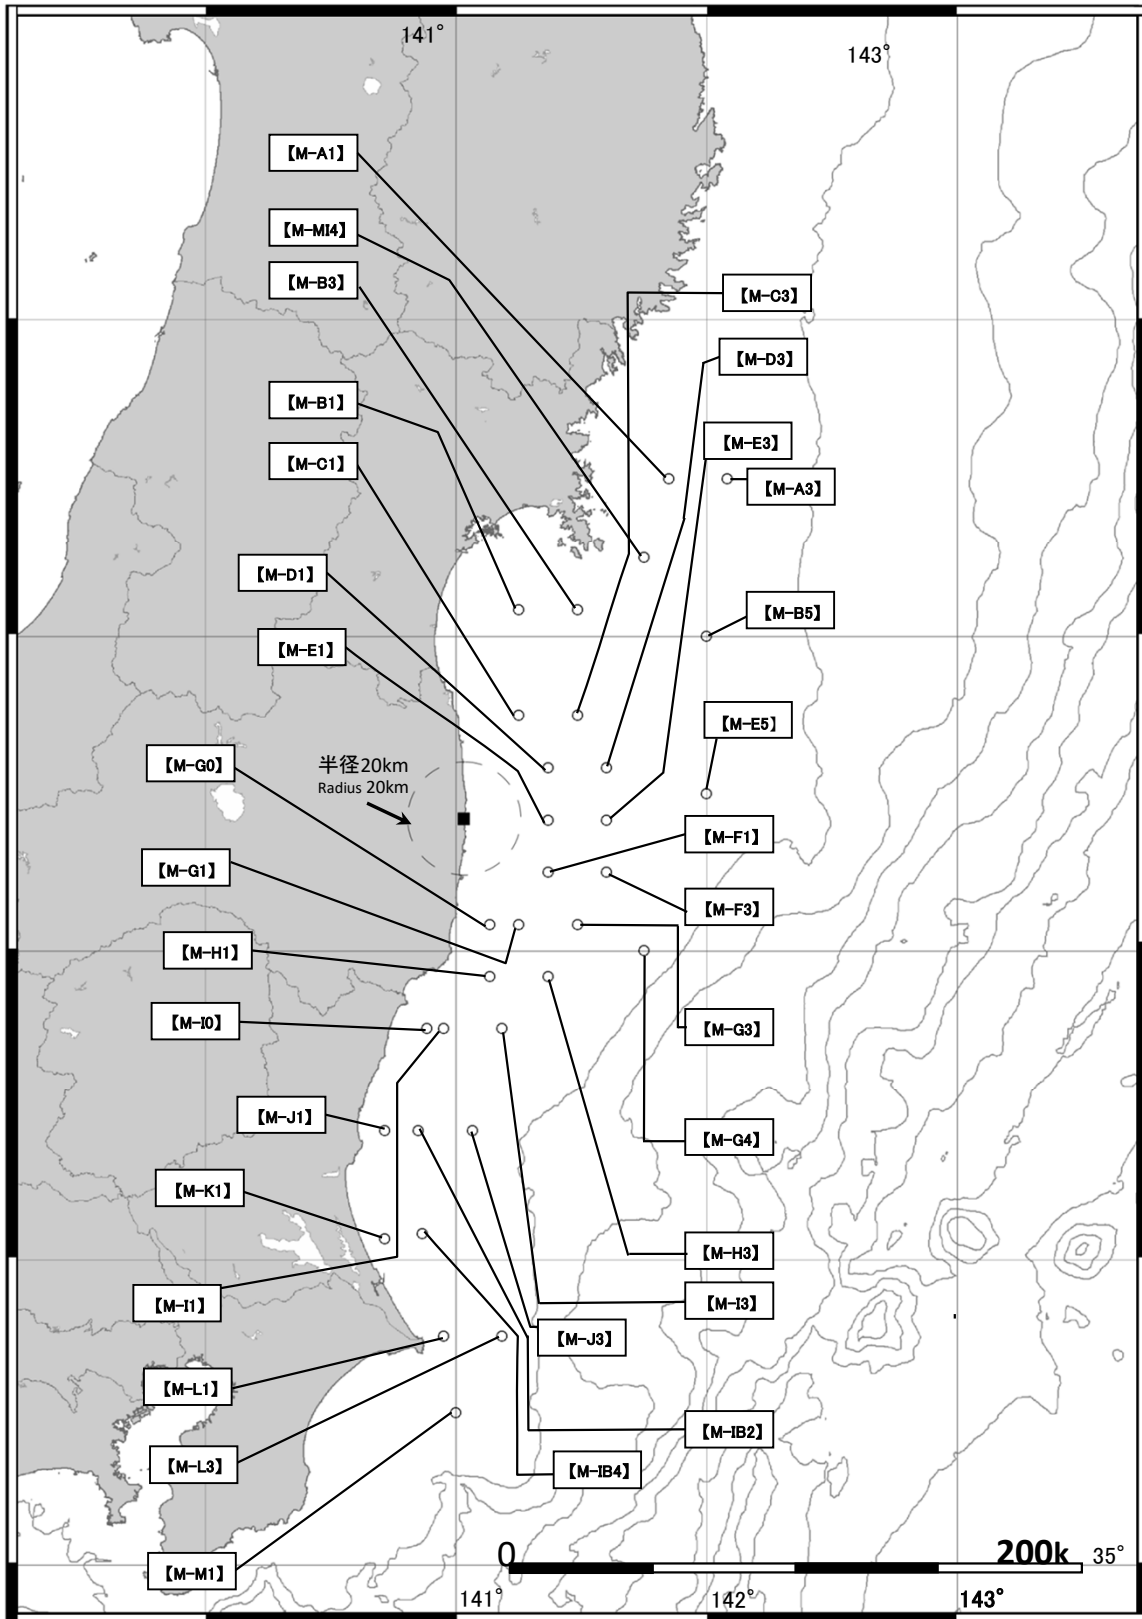 141°
143°
【M-A1】
【M-MI4】
【M-B3】
【M-C3】
【M-D3】
【M-B1】
【M-E3】
【M-C1】
【M-A3】
【M-D1】
【M-B5】
【M-E1】
【M-E5】
【M-G0】
半径20km
Radius 20km
【M-F1】
【M-G1】
【M-F3】
【M-H1】
【M-I0】
【M-G3】
【M-J1】
【M-G4】
【M-K1】
【M-H3】
【M-I1】
【M-I3】
【M-J3】
【M-L1】
【M-IB2】
【M-L3】
【M-IB4】
【M-M1】
0
200k
35°
141°
142°
143°